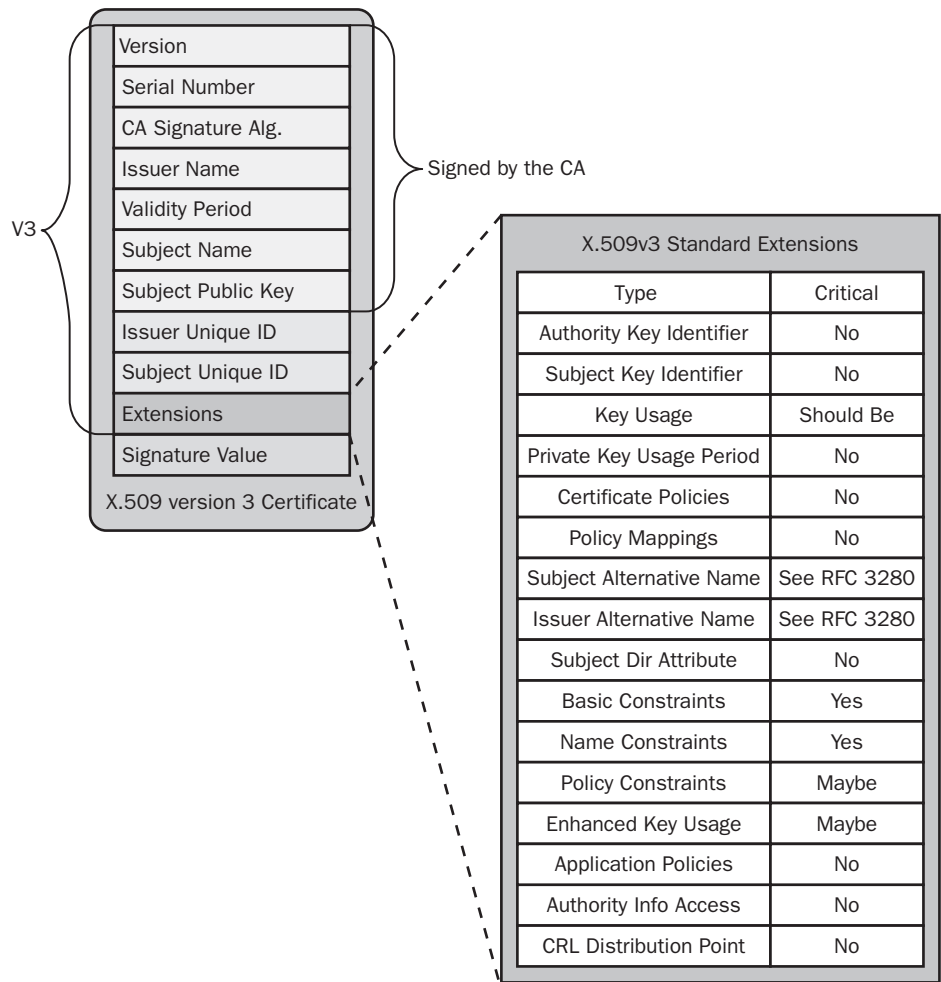 Version
Serial Number
CA Signature Alg.
Issuer Name
Validity Period
Subject Name
Subject Public Key
Issuer Unique ID
Subject Unique ID
Extensions
Signature Value
X.509 version 3 Certificate
V3
Signed by the CA
X.509v3 Standard Extensions
Type Critical
Authority Key Identifier No
Subject Key Identifier No
Key Usage Should Be
Private Key Usage Period No
Certificate Policies No
Policy Mappings No
Subject Alternative Name See RFC 3280
Issuer Alternative Name See RFC 3280
Subject Dir Attribute No
Basic Constraints Yes
Name Constraints Yes
Policy Constraints Maybe
Enhanced Key Usage Maybe
Application Policies No
Authority Info Access No
CRL Distribution Point No